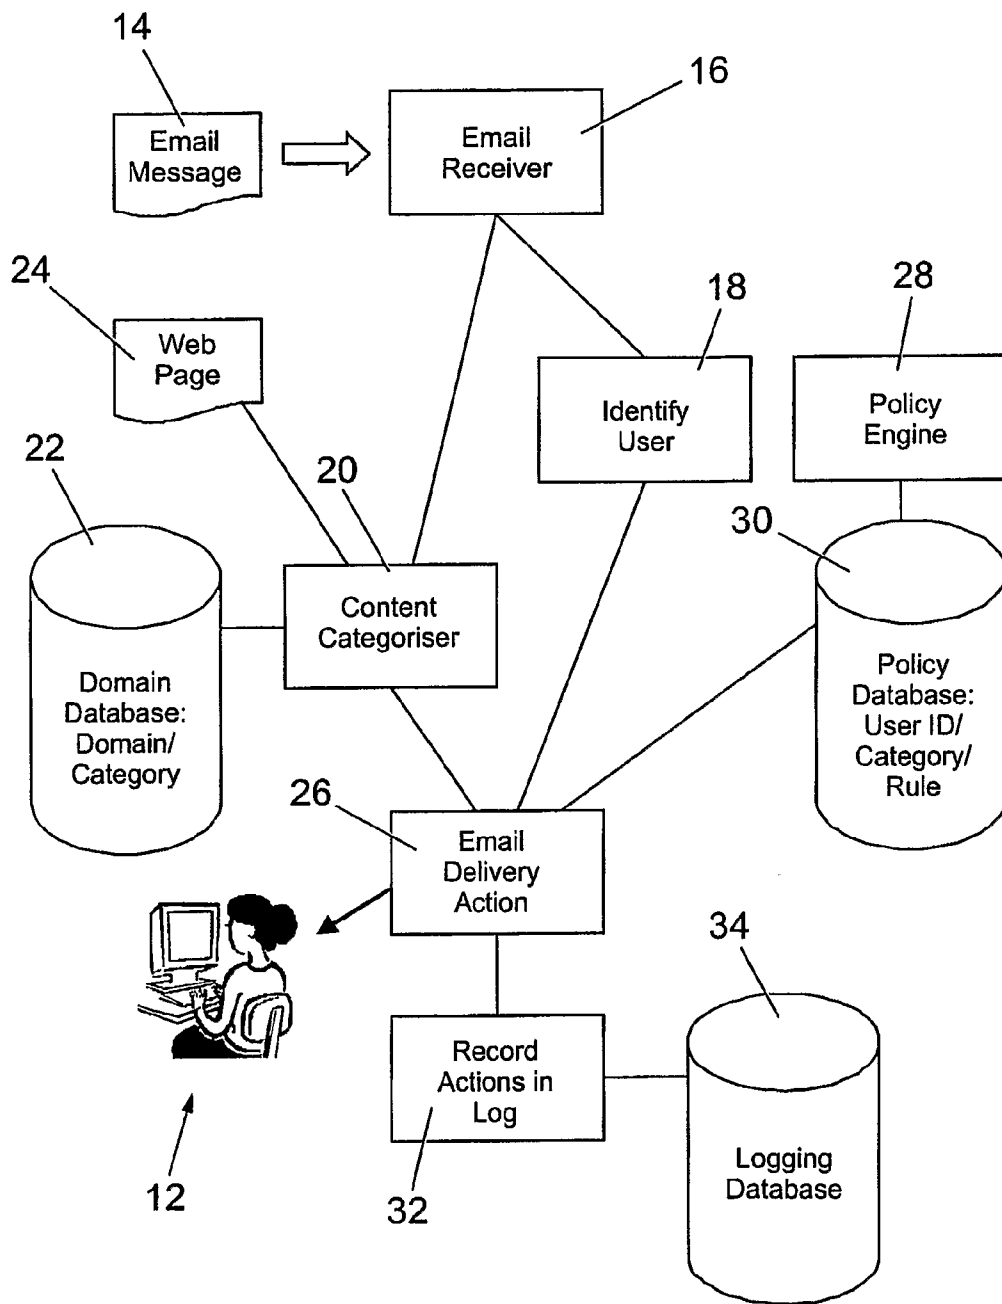 14
16
Email
Message
Email
Receiver
24
18
28
Web
Page
Identify
User
Policy
Engine
22
20
30
Content
Categoriser
Domain
Database:
Domain/
Category
Policy
Database:
User ID/
Category/
Rule
26
Email
Delivery
Action
34
Record
Actions in
Log
12
32
Logging
Database